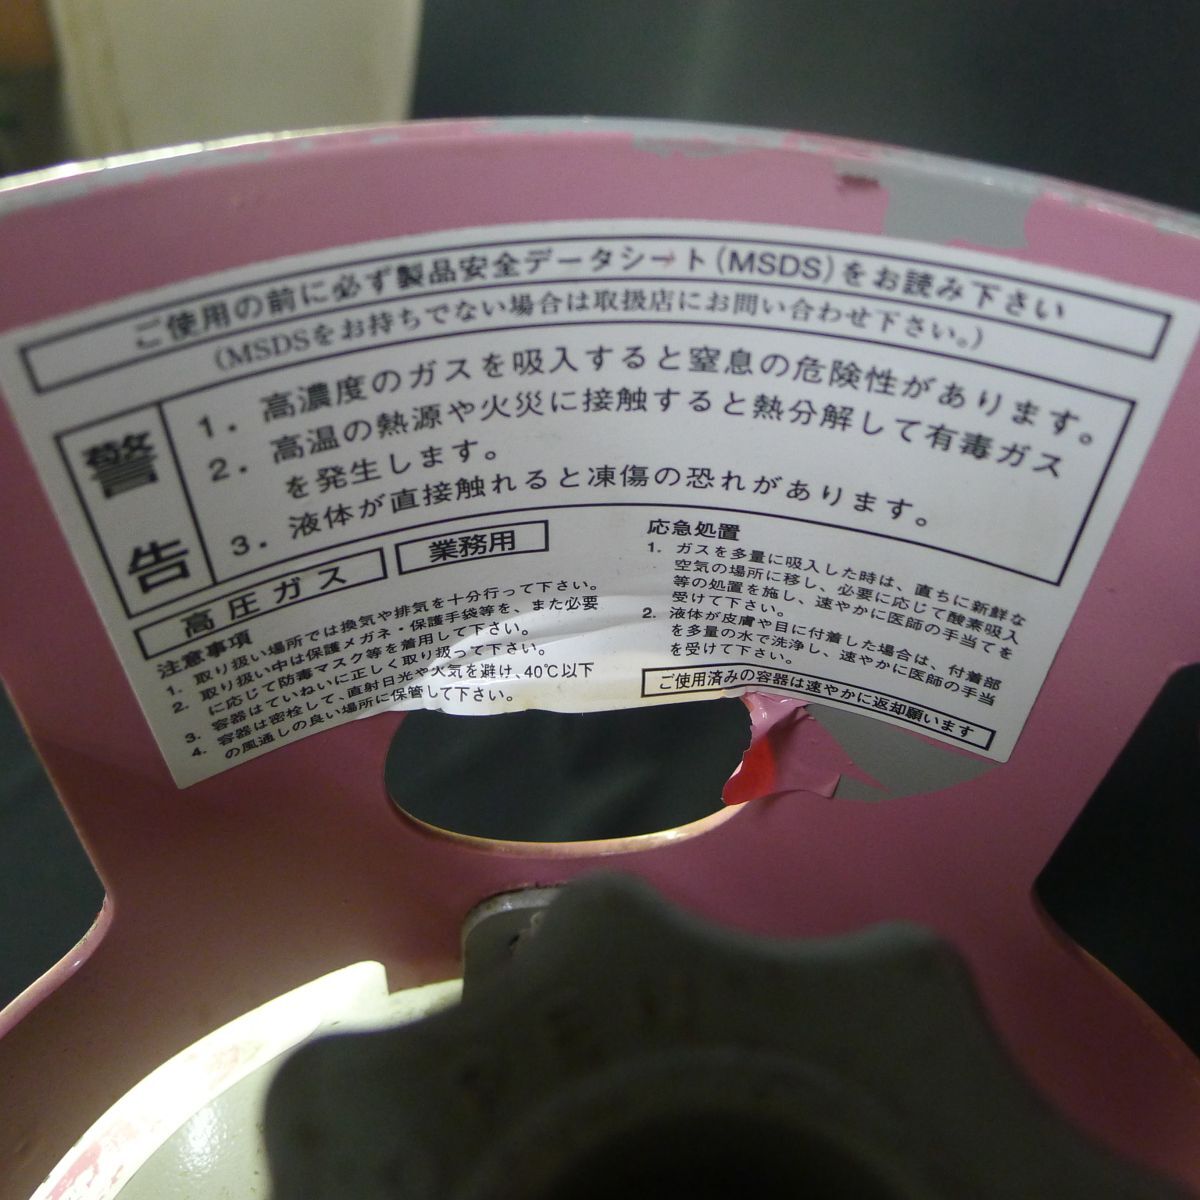 ご使用の前に必ず製品安全データシート(MSDS)をお読み下さい
(MSDSをお持ちでない場合は取扱店にお問い合わせ下さい。)
警告
1. 高濃度のガスを吸入すると窒息の危険性があります。
2. 高温の熱源や火災に接触すると熱分解して有毒ガス
を発生します。
3. 液体が直接触れると凍傷の恐れがあります。
高圧ガス
業務用
注意事項
1. 取り扱い場所では換気や排気を十分行って下さい。
2. 取り扱い中は保護メガネ・保護手袋等を、また必要
に応じて防毒マスク等を着用して下さい。
3. 容器はていねいに正しく取り扱って下さい。
4. 容器は密栓して、直射日光や火気を避け、40℃以下
の風通しの良い場所に保管して下さい。
応急処置
1. ガスを多量に吸入した時は、直ちに新鮮な
空気の場所に移し、必要に応じて酸素吸入
等の処置を施し、速やかに医師の手当てを
受けて下さい。
2. 液体が皮膚や目に付着した場合は、付着部
を多量の水で洗浄し、速やかに医師の手当
を受けて下さい。
ご使用済みの容器は速やかに返却願います